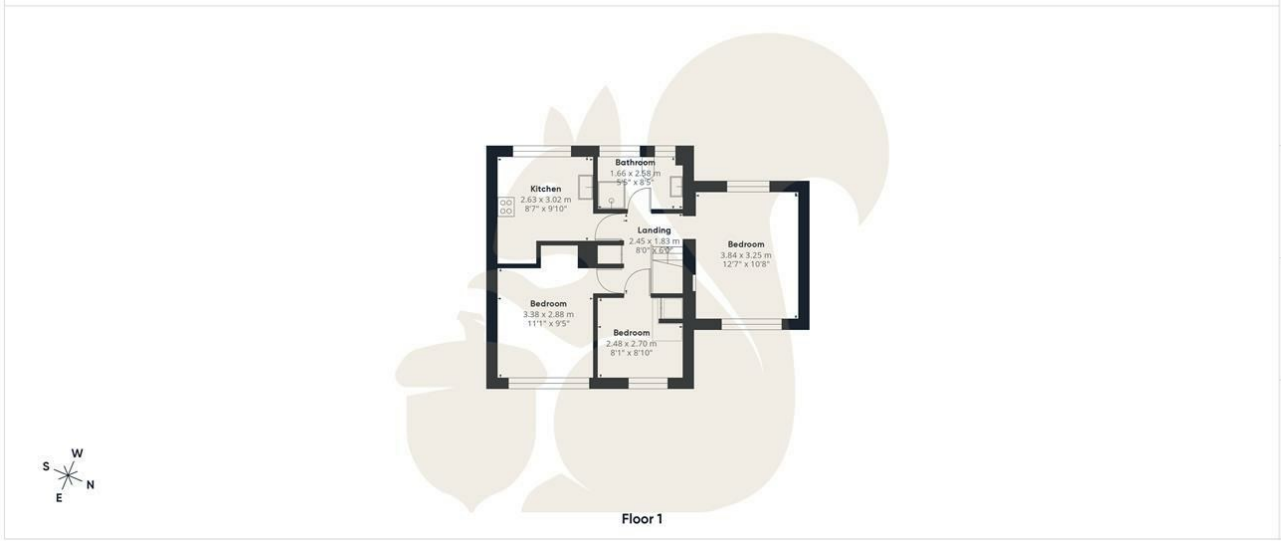 Bathroom
1.66 x 2.58 m
5'5" x 8'5"
Kitchen
2.63 x 3.02 m
8'7" x 9'10"
Landing
2.45 x 1.83 m
8'0" x 6'0"
Bedroom
3.84 x 3.25 m
12'7" x 10'8"
Bedroom
3.38 x 2.88 m
11'1" x 9'5"
Bedroom
2.48 x 2.70 m
8'1" x 8'10"
W
S
N
E
Floor 1